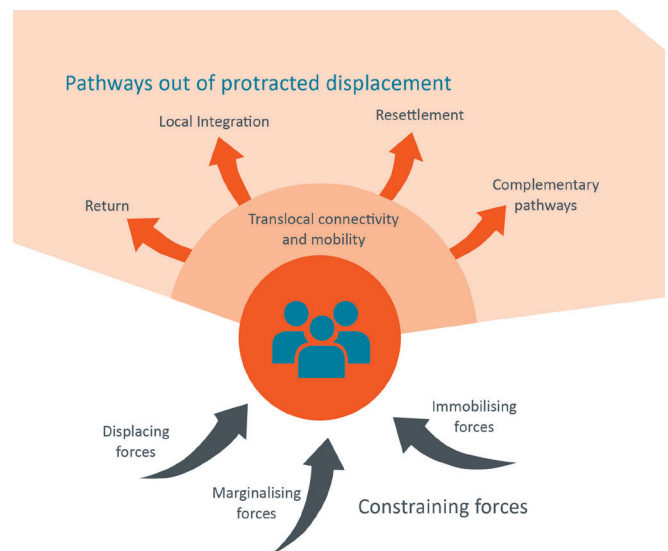 Pathways out of protracted displacement
Resettlement
Local Integration
Complementary
pathways
Return
Translocal connectivity
and mobility
Immobilising
forces
Displacing
forces
Marginalising
forces
Constraining forces